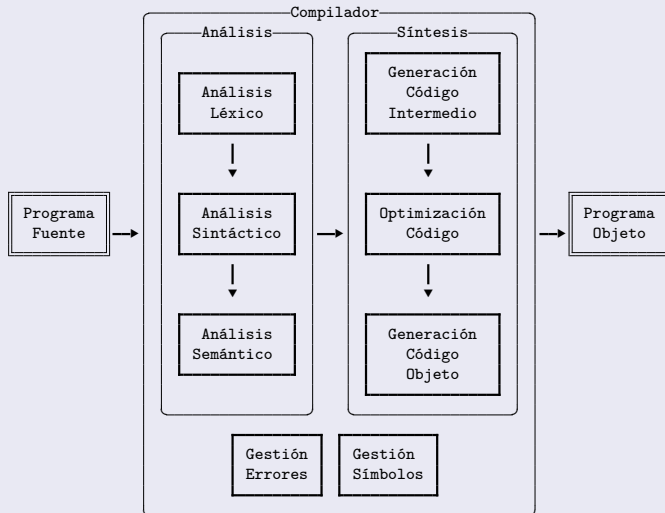 Compilador
Análisis
Síntesis
Análisis
Léxico
Generación
Código
Intermedio
Programa
Fuente
Análisis
Sintáctico
Optimización
Código
Programa
Objeto
Análisis
Semántico
Generación
Código
Objeto
Gestión
Errores
Gestión
Símbolos